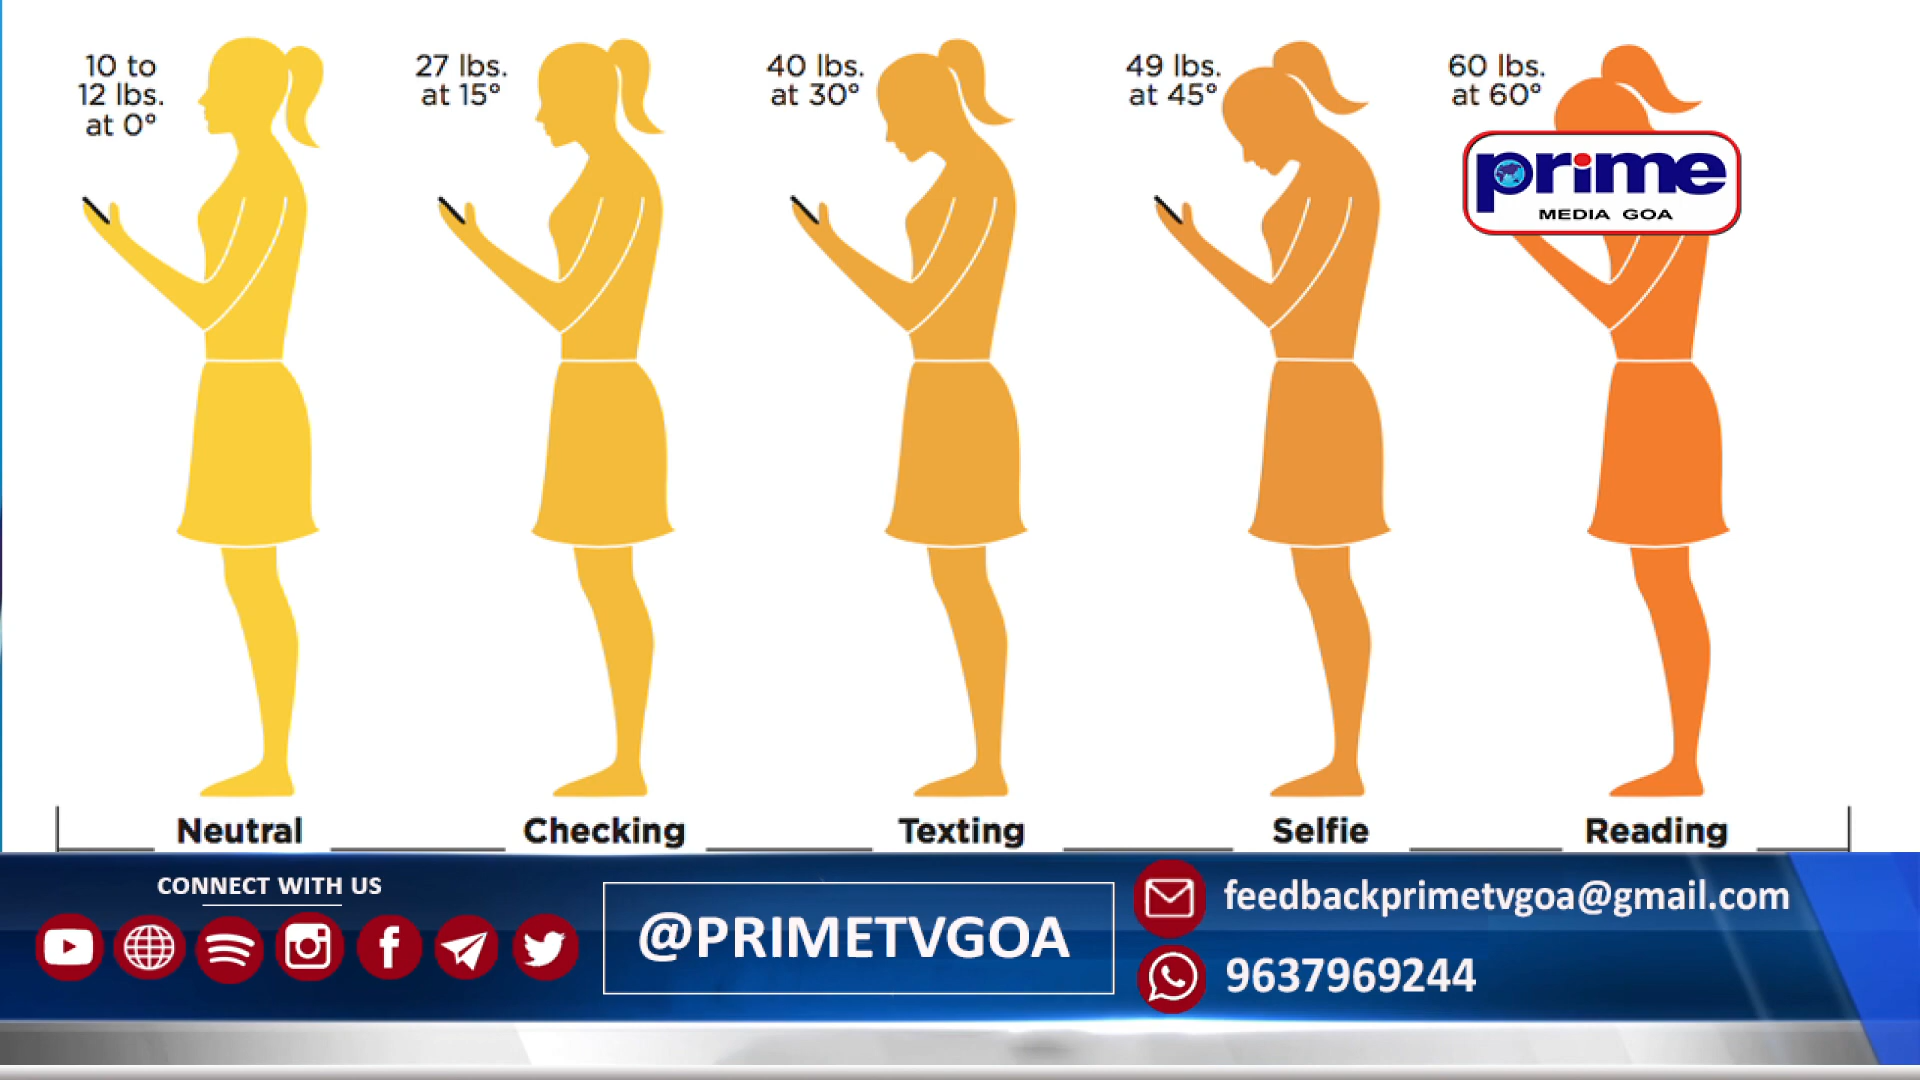 10 to
12 lbs.
at 0°
27 lbs.
at 15°
40 lbs.
at 30°
49 lbs.
at 45°
60 lbs.
at 60°
prime
MEDIA GOA
Neutral
Checking
Texting
Selfie
Reading
CONNECT WITH US
@PRIMETVGOA
feedbackprimetvgoa@gmail.com
9637969244